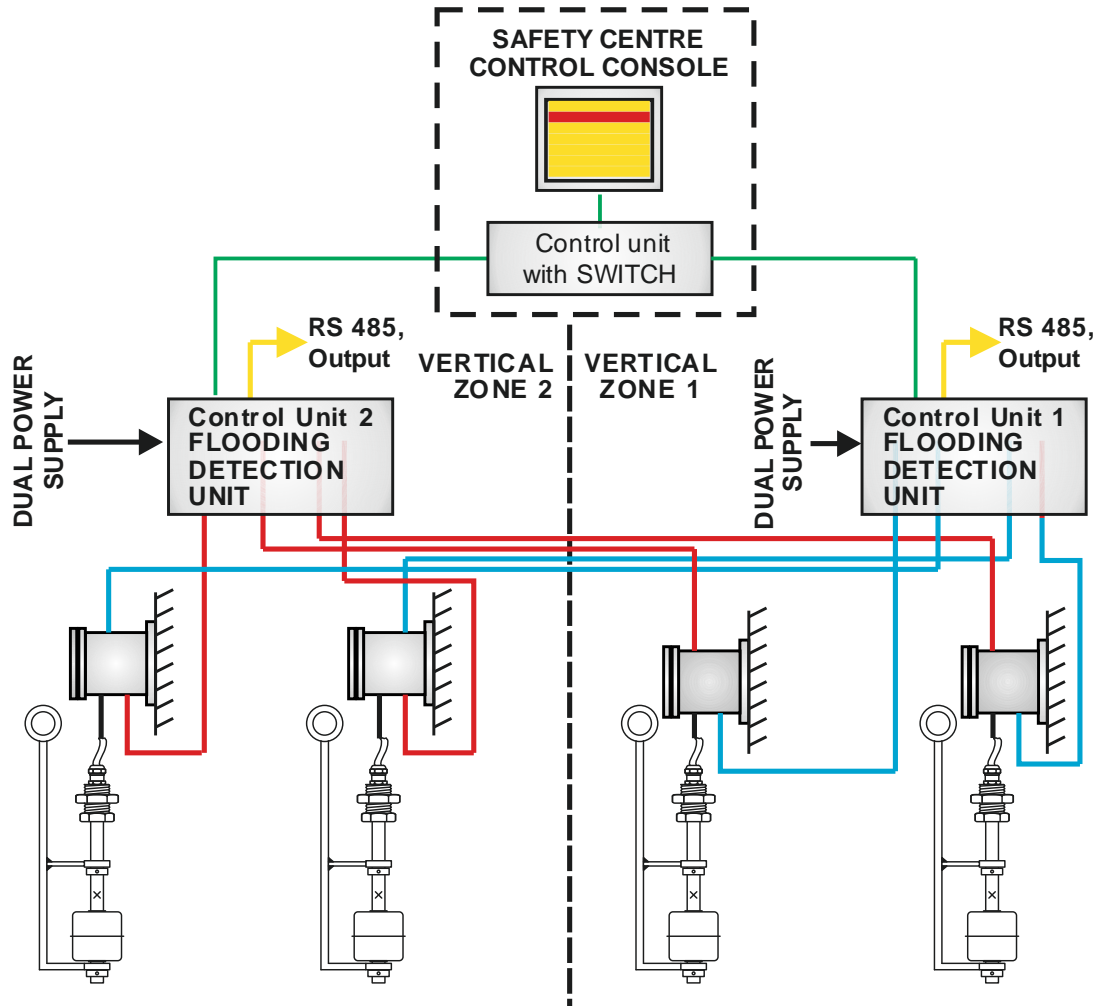 SAFETY CENTRE
CONTROL CONSOLE
Control unit
with SWITCH
RS 485,
Output
VERTICAL
ZONE 2
VERTICAL
ZONE 1
RS 485,
Output
DUAL POWER
SUPPLY
Control Unit 2
FLOODING
DETECTION
UNIT
DUAL POWER
SUPPLY
Control Unit 1
FLOODING
DETECTION
UNIT